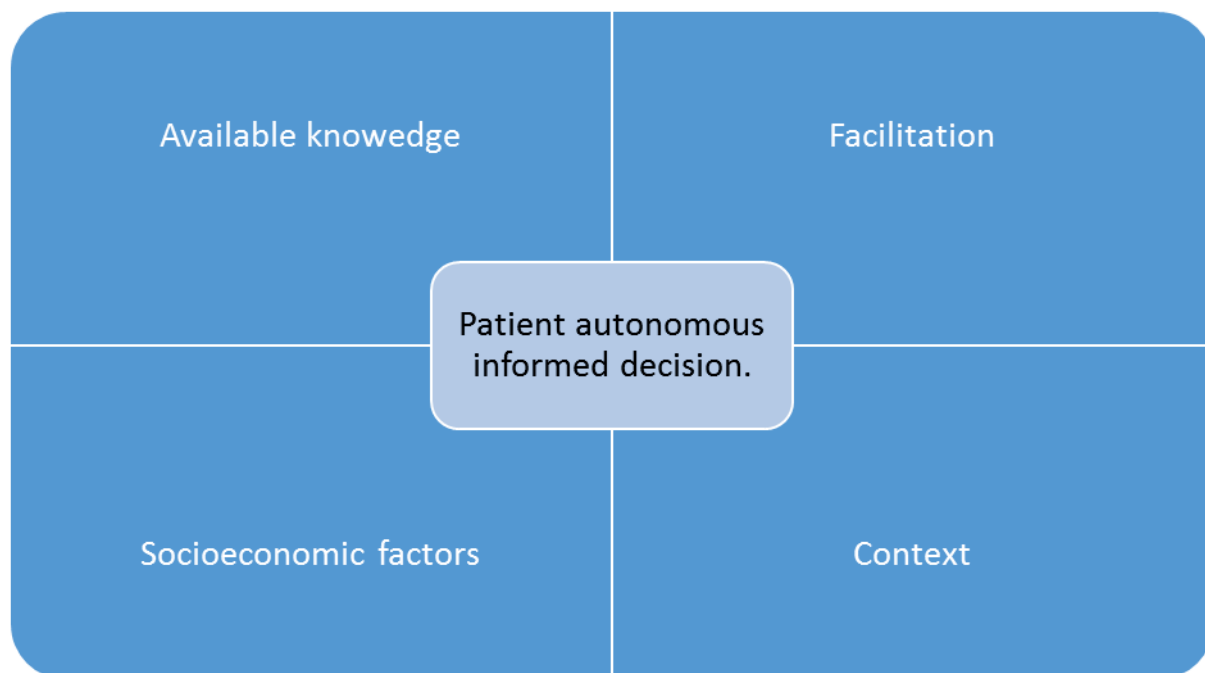 Available knowedge
Facilitation
Patient autonomous
informed decision.
Socioeconomic factors
Context